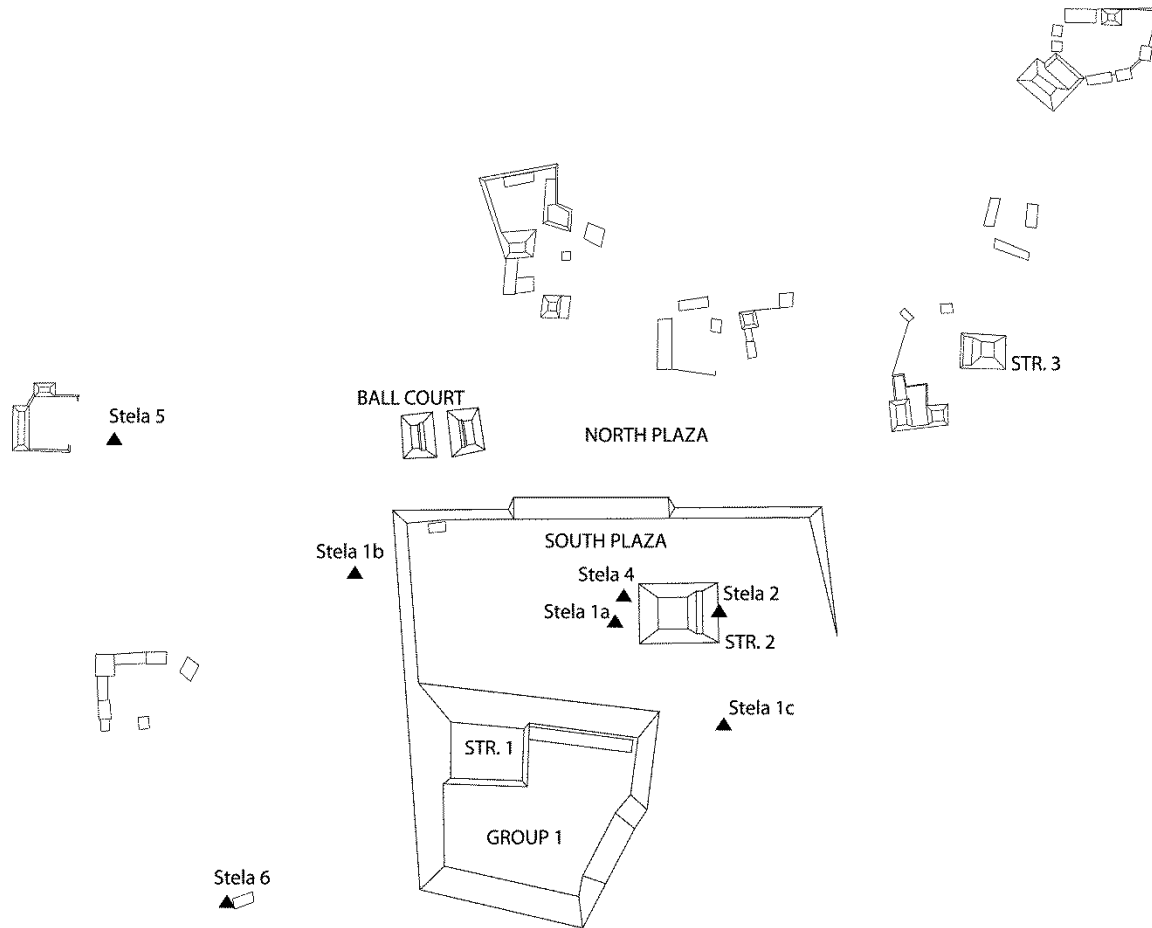 STR. 3
BALL COURT
Stela 5
NORTH PLAZA
SOUTH PLAZA
Stela 1b
Stela 4
Stela 2
Stela 1a
STR. 2
Stela 1c
STR. 1
GROUP 1
Stela 6